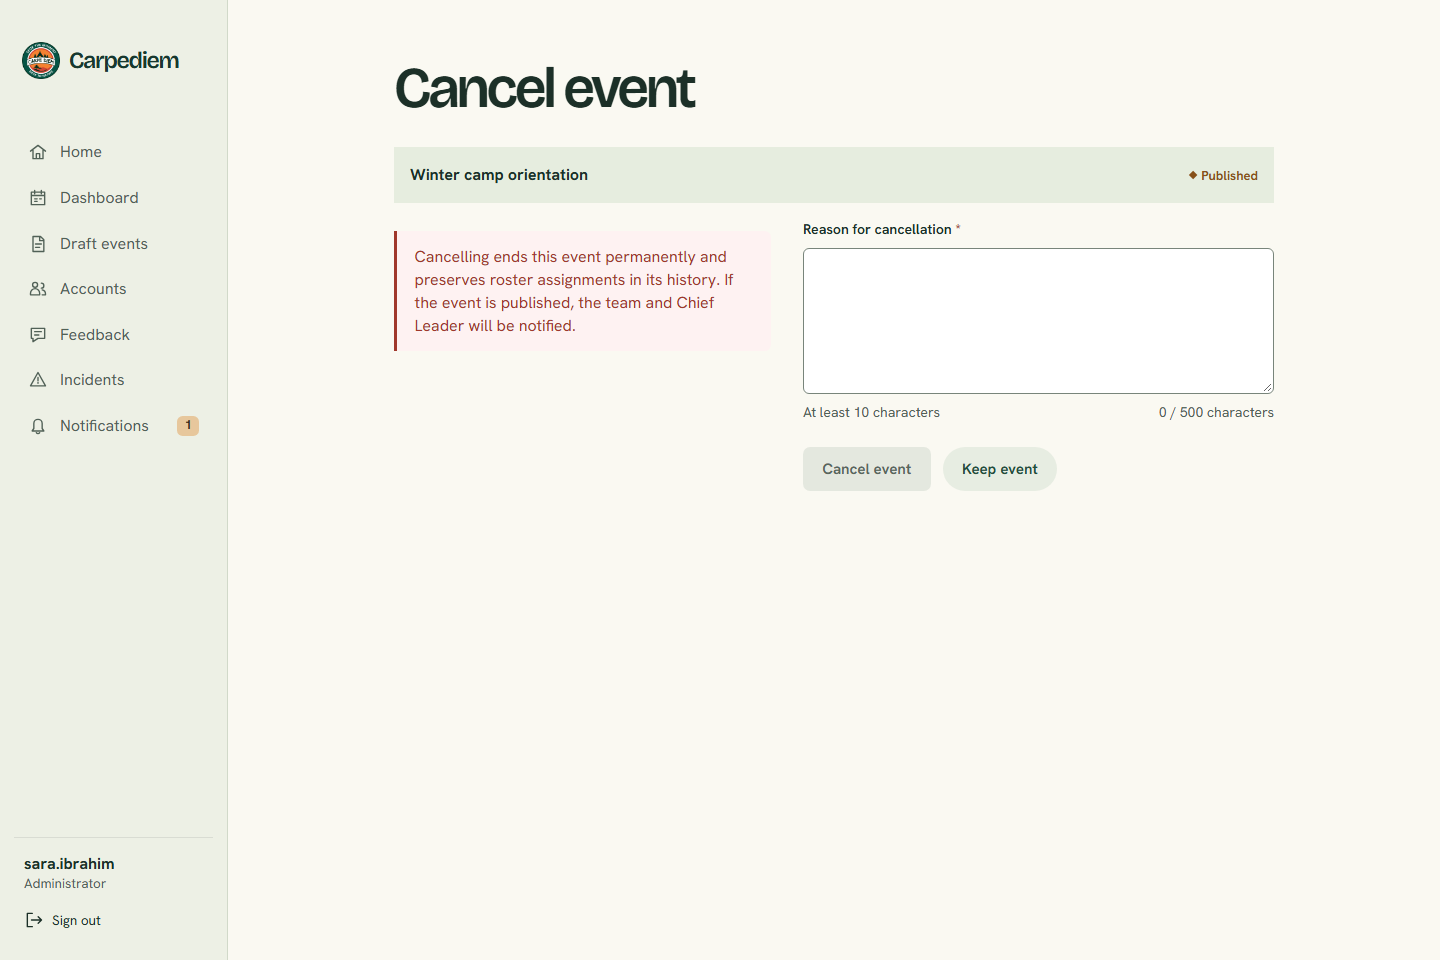 Carpediem
Home
Dashboard
Draft events
Accounts
Feedback
Incidents
Notifications 1
sara.ibrahim
Administrator
Sign out
Cancel event
Winter camp orientation
Published
Cancelling ends this event permanently and
preserves roster assignments in its history. If
the event is published, the team and Chief
Leader will be notified.
Reason for cancellation *
At least 10 characters
0 / 500 characters
Cancel event
Keep event